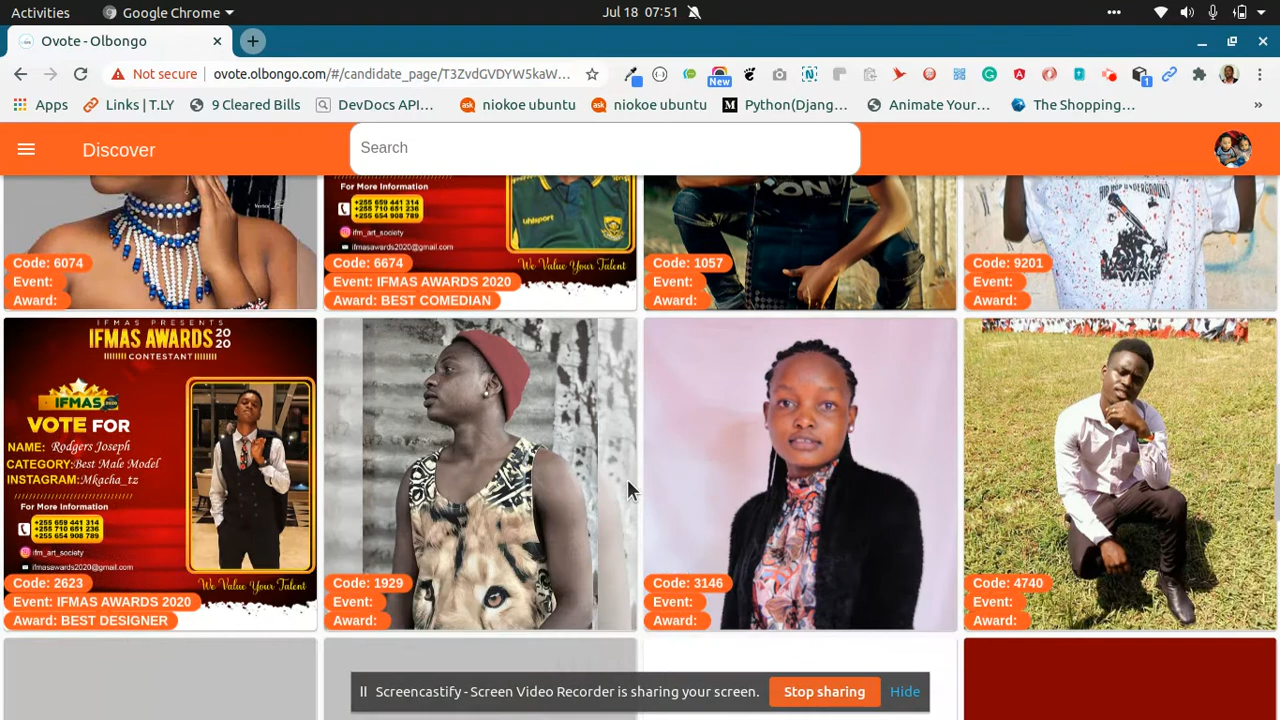 Activities
Google Chrome
Jul 18 07:51
Ovote - Olbongo
Not secure
ovote.olbongo.com/#/candidate_page/T3ZvdGVDYW5kaW...
New
1
Apps
Links | T.LY
9 Cleared Bills
DevDocs API...
niokoe ubuntu
niokoe ubuntu
Python(Djang...
Animate Your...
The Shopping...
»
Discover
Search
Code: 6074
Event:
Award:
For More Information
+255 659 441 314
+255 710 651 236
+255 654 908 789
ifm_art_society
ifmasawards2020@gmail.com
uhlsport
We Value Your Talent
Code: 6674
Event: IFMAS AWARDS 2020
Award: BEST COMEDIAN
Code: 1057
Event:
Award:
HIP HOP UNDERGROUND
Code: 9201
Event:
Award:
IFMAS PRESENTS
IFMAS AWARDS 2020
CONTESTANT
IFMAS
VOTE FOR
NAME: Rodgers Joseph
CATEGORY:Best Male Model
INSTAGRAM:Mkacha_tz
For More Information
+255 659 441 314
+255 710 651 236
+255 654 908 789
ifm_art_society
ifmasawards2020@gmail.com
We Value Your Talent
Code: 2623
Event: IFMAS AWARDS 2020
Award: BEST DESIGNER
Code: 1929
Event:
Award:
Code: 3146
Event:
Award:
Code: 4740
Event:
Award:
Screencastify - Screen Video Recorder is sharing your screen.
Stop sharing
Hide